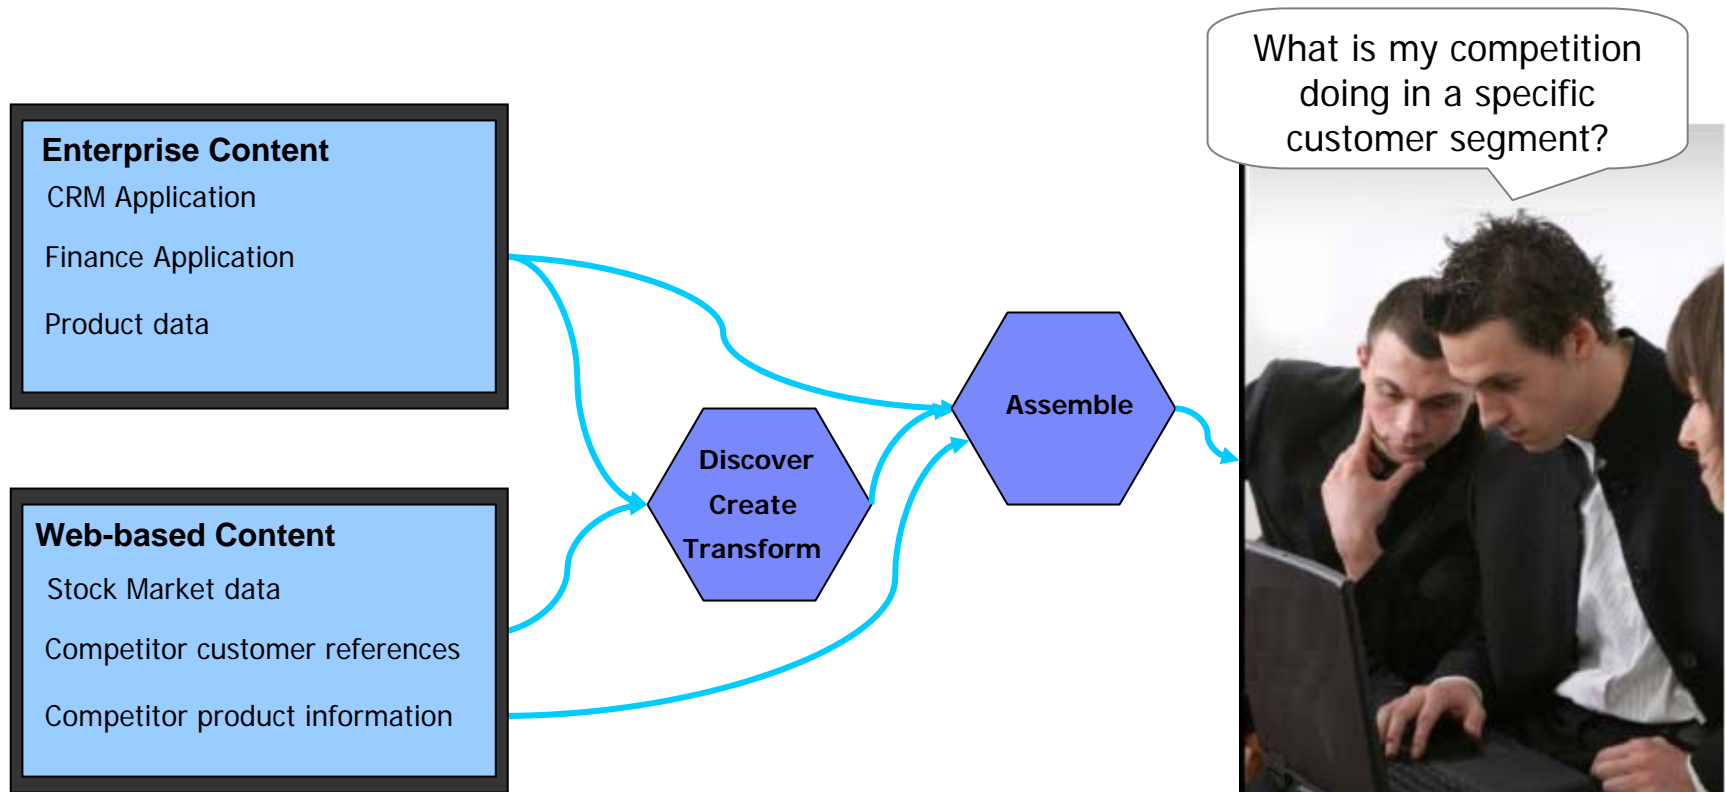 What is my competition
doing in a specific
customer segment?
Enterprise Content
CRM Application
Finance Application
Product data
Assemble
Discover
Create
Transform
Web-based Content
Stock Market data
Competitor customer references
Competitor product information